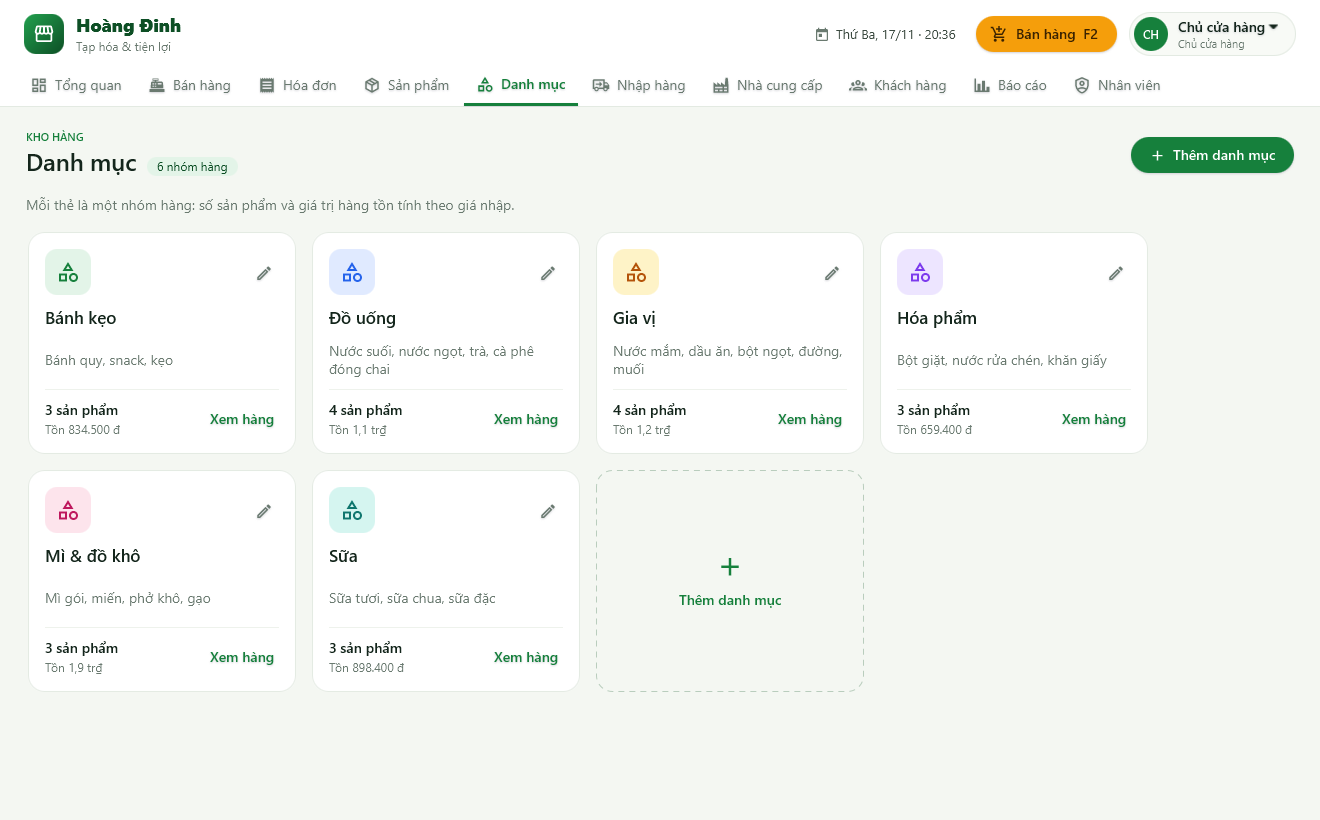 Hoàng Đinh
Tạp hóa & tiện lợi
Thứ Ba, 17/11 · 20:36
Bán hàng F2
CH
Chủ cửa hàng
Chủ cửa hàng
Tổng quan
Bán hàng
Hóa đơn
Sản phẩm
Danh mục
Nhập hàng
Nhà cung cấp
Khách hàng
Báo cáo
Nhân viên
KHO HÀNG
Danh mục
6 nhóm hàng
Thêm danh mục
Mỗi thẻ là một nhóm hàng: số sản phẩm và giá trị hàng tồn tính theo giá nhập.
Bánh kẹo
Bánh quy, snack, kẹo
3 sản phẩm
Tồn 834.500 đ
Xem hàng
Đồ uống
Nước suối, nước ngọt, trà, cà phê
đóng chai
4 sản phẩm
Tồn 1,1 tr₫
Xem hàng
Gia vị
Nước mắm, dầu ăn, bột ngọt, đường,
muối
4 sản phẩm
Tồn 1,2 tr₫
Xem hàng
Hóa phẩm
Bột giặt, nước rửa chén, khăn giấy
3 sản phẩm
Tồn 659.400 đ
Xem hàng
Mì & đồ khô
Mì gói, miến, phở khô, gạo
3 sản phẩm
Tồn 1,9 tr₫
Xem hàng
Sữa
Sữa tươi, sữa chua, sữa đặc
3 sản phẩm
Tồn 898.400 đ
Xem hàng
Thêm danh mục